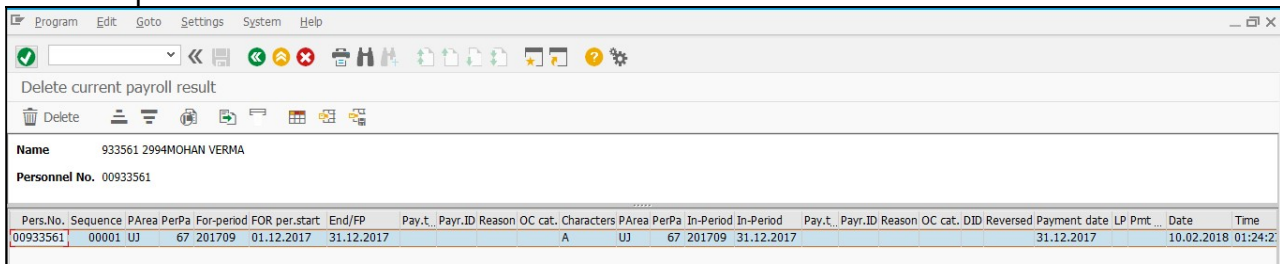 Program Edit Goto Settings System Help
Delete current payroll result
Delete
Name 933561 2994MOHAN VERMA
Personnel No. 00933561
Pers.No. Sequence PArea PerPa For-period FOR per.start End/FP Pay.t... Payr.ID Reason OC cat. Characters PArea PerPa In-Period In-Period Pay.t... Payr.ID Reason OC cat. DID Reversed Payment date LP Pmt ... Date Time
00933561 00001 UJ 67 201709 01.12.2017 31.12.2017 A UJ 67 201709 31.12.2017 31.12.2017 10.02.2018 01:24:2